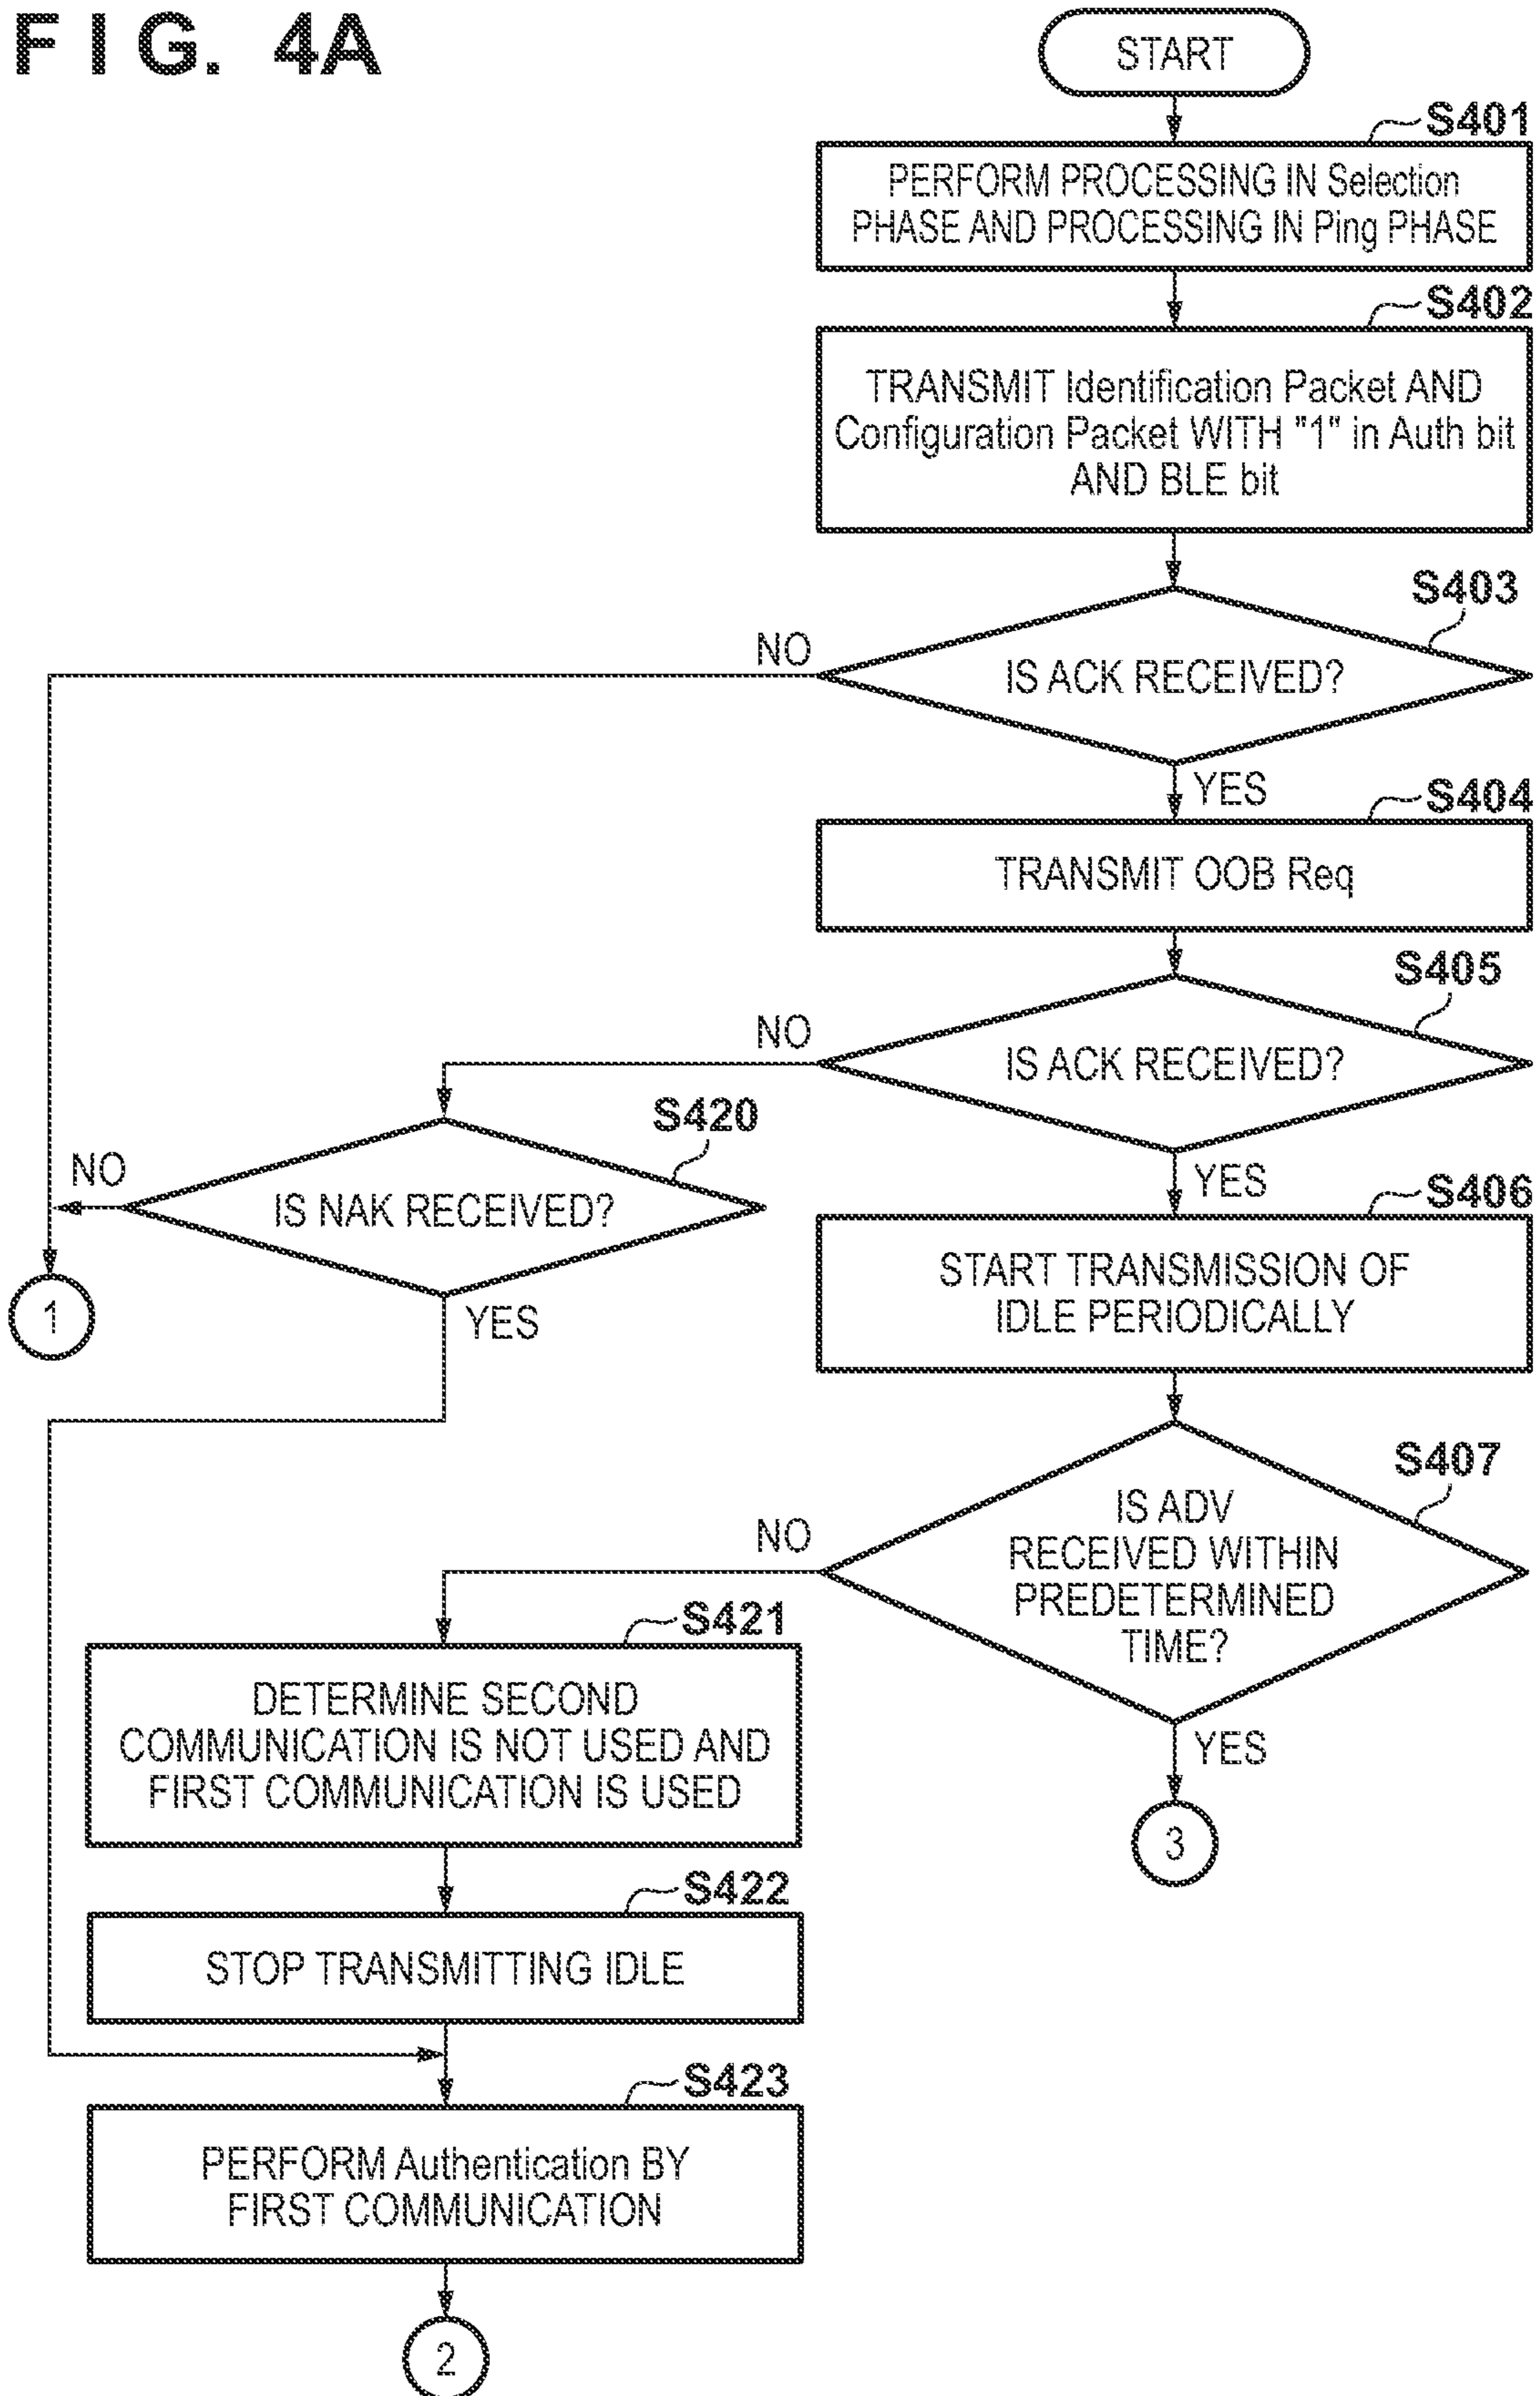 FIG. 4A
START
S401
PERFORM PROCESSING IN Selection
PHASE AND PROCESSING IN Ping PHASE
S402
TRANSMIT Identification Packet AND
Configuration Packet WITH "1" in Auth bit
AND BLE bit
S403
NO
IS ACK RECEIVED?
YES
S404
TRANSMIT OOB Req
S405
NO
IS ACK RECEIVED?
S420
NO
IS NAK RECEIVED?
YES
S406
START TRANSMISSION OF
IDLE PERIODICALLY
1
YES
S407
NO
IS ADV
RECEIVED WITHIN
PREDETERMINED
TIME?
YES
3
S421
DETERMINE SECOND
COMMUNICATION IS NOT USED AND
FIRST COMMUNICATION IS USED
S422
STOP TRANSMITTING IDLE
S423
PERFORM Authentication BY
FIRST COMMUNICATION
2